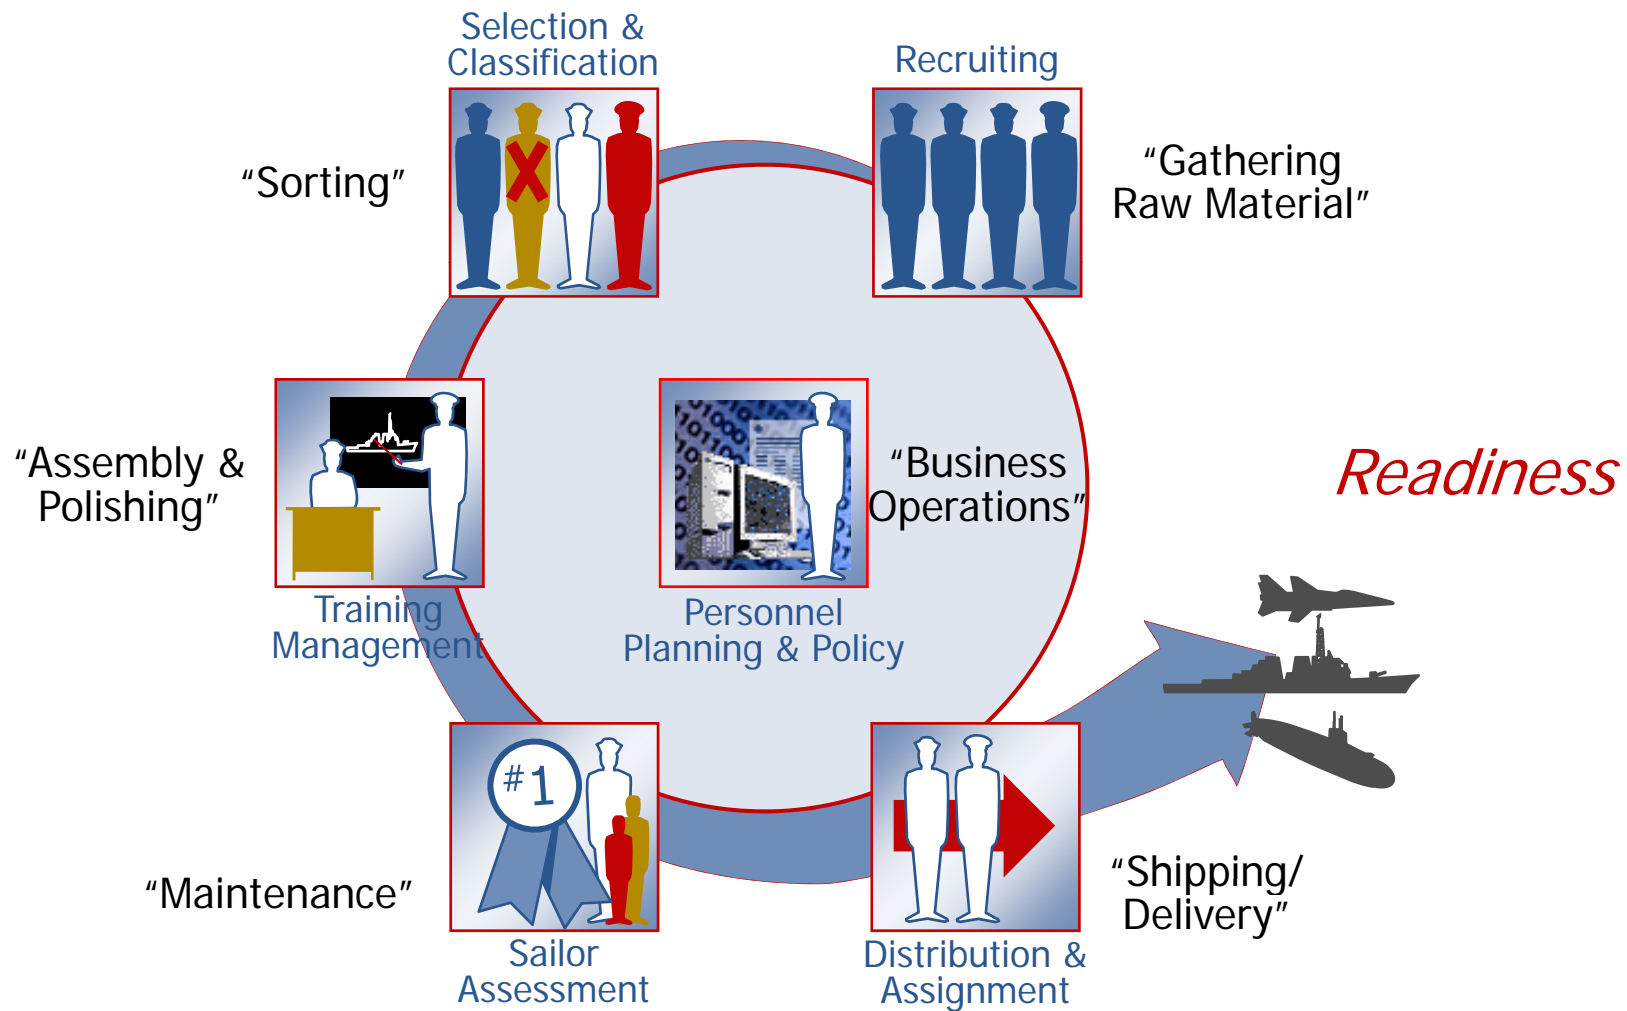 Selection &
Classification
Recruiting
“Sorting”
“Gathering
Raw Material”
“Assembly &
Polishing”
Training
Management
“Business
Operations”
Personnel
Planning & Policy
Readiness
#1
“Maintenance”
Sailor
Assessment
Distribution &
Assignment
“Shipping/
Delivery”